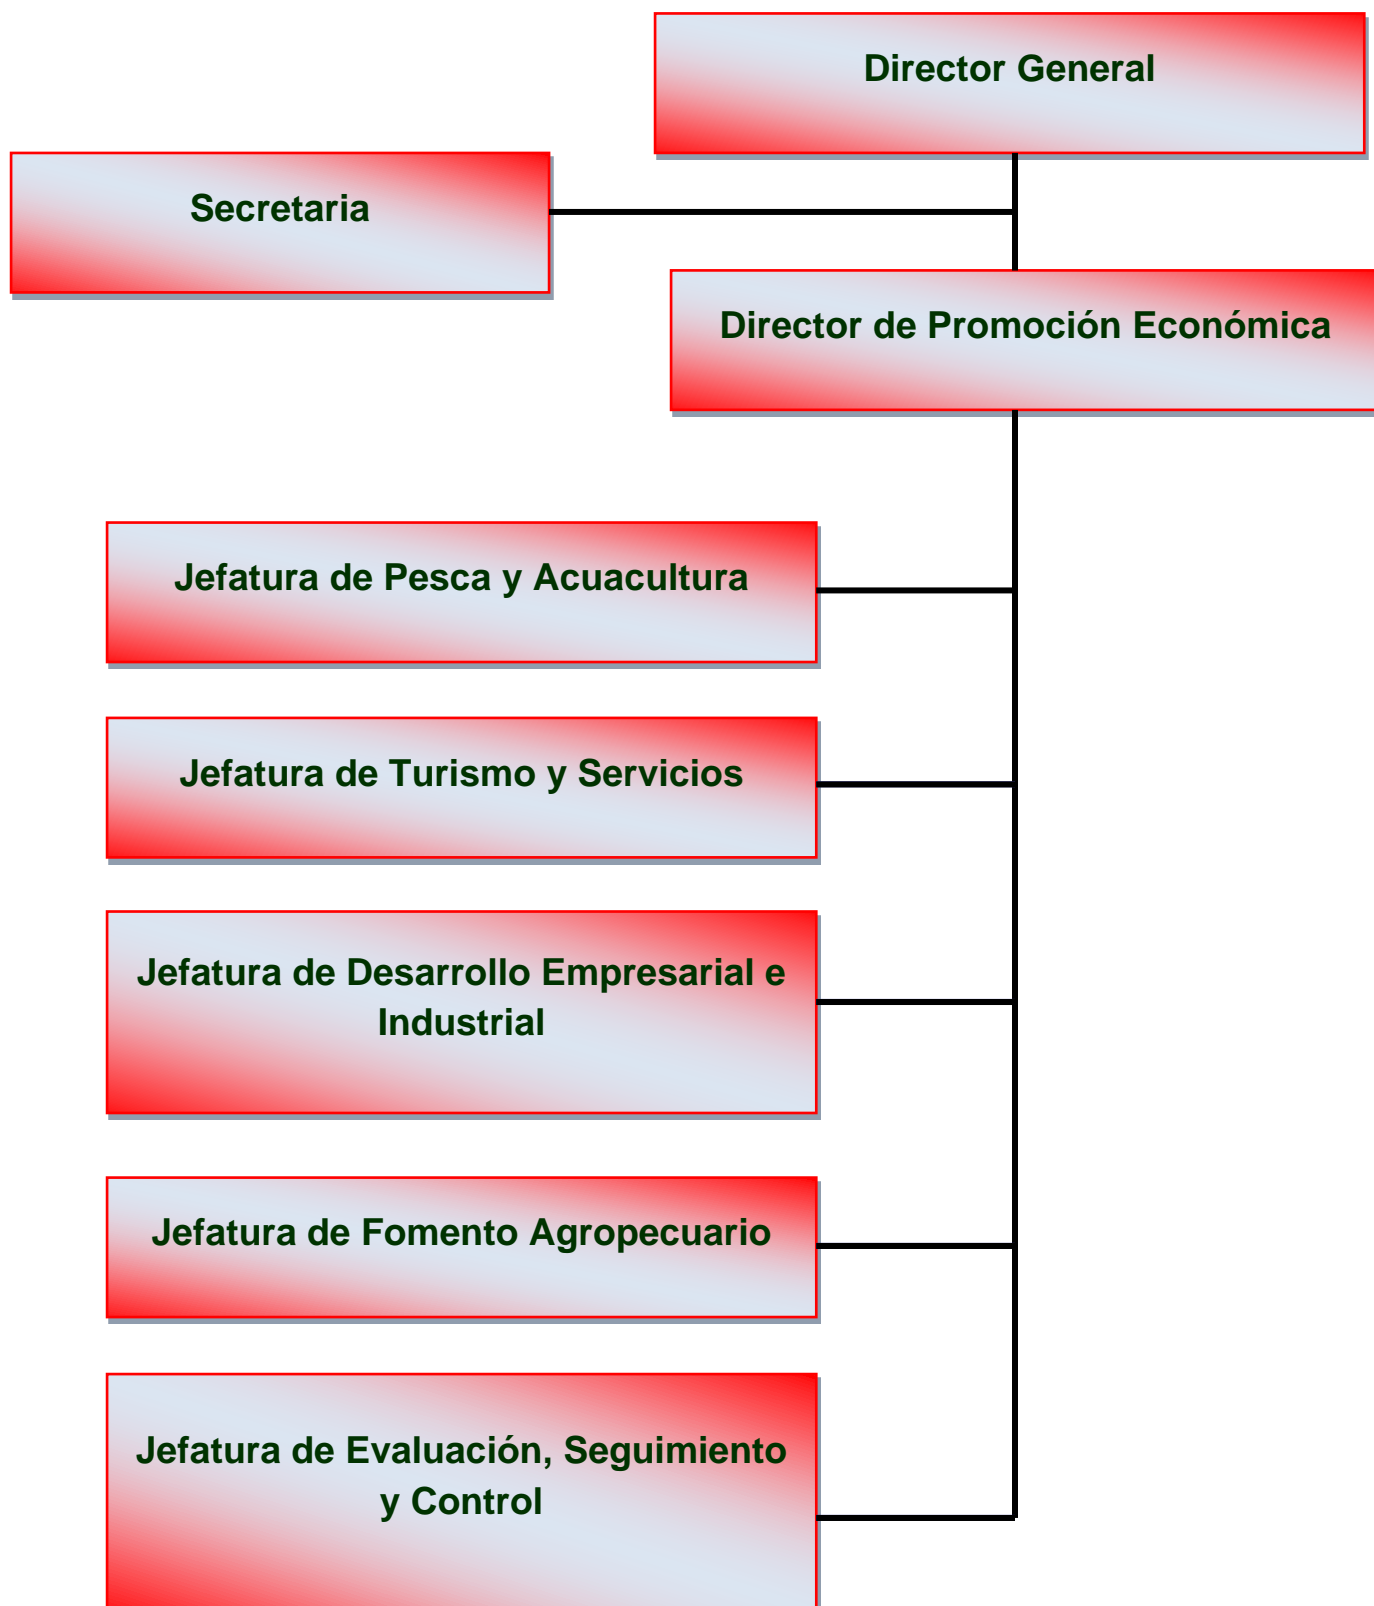 Director General
Secretaria
Director de Promoción Económica
Jefatura de Pesca y Acuacultura
Jefatura de Turismo y Servicios
Jefatura de Desarrollo Empresarial e
Industrial
Jefatura de Fomento Agropecuario
Jefatura de Evaluación, Seguimiento
y Control